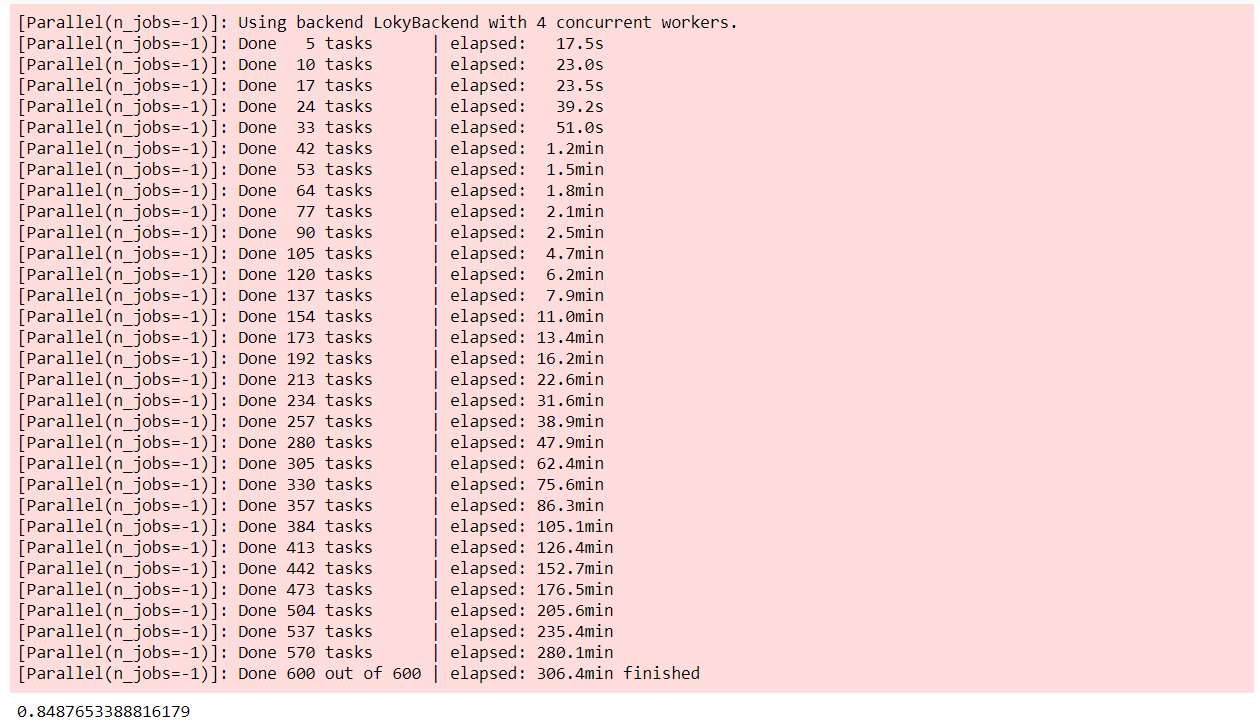 [Parallel(n_jobs=-1)]: Using backend LokyBackend with 4 concurrent workers.
[Parallel(n_jobs=-1)]: Done   5 tasks      | elapsed:   17.5s
[Parallel(n_jobs=-1)]: Done  10 tasks      | elapsed:   23.0s
[Parallel(n_jobs=-1)]: Done  17 tasks      | elapsed:   23.5s
[Parallel(n_jobs=-1)]: Done  24 tasks      | elapsed:   39.2s
[Parallel(n_jobs=-1)]: Done  33 tasks      | elapsed:   51.0s
[Parallel(n_jobs=-1)]: Done  42 tasks      | elapsed:  1.2min
[Parallel(n_jobs=-1)]: Done  53 tasks      | elapsed:  1.5min
[Parallel(n_jobs=-1)]: Done  64 tasks      | elapsed:  1.8min
[Parallel(n_jobs=-1)]: Done  77 tasks      | elapsed:  2.1min
[Parallel(n_jobs=-1)]: Done  90 tasks      | elapsed:  2.5min
[Parallel(n_jobs=-1)]: Done 105 tasks      | elapsed:  4.7min
[Parallel(n_jobs=-1)]: Done 120 tasks      | elapsed:  6.2min
[Parallel(n_jobs=-1)]: Done 137 tasks      | elapsed:  7.9min
[Parallel(n_jobs=-1)]: Done 154 tasks      | elapsed: 11.0min
[Parallel(n_jobs=-1)]: Done 173 tasks      | elapsed: 13.4min
[Parallel(n_jobs=-1)]: Done 192 tasks      | elapsed: 16.2min
[Parallel(n_jobs=-1)]: Done 213 tasks      | elapsed: 22.6min
[Parallel(n_jobs=-1)]: Done 234 tasks      | elapsed: 31.6min
[Parallel(n_jobs=-1)]: Done 257 tasks      | elapsed: 38.9min
[Parallel(n_jobs=-1)]: Done 280 tasks      | elapsed: 47.9min
[Parallel(n_jobs=-1)]: Done 305 tasks      | elapsed: 62.4min
[Parallel(n_jobs=-1)]: Done 330 tasks      | elapsed: 75.6min
[Parallel(n_jobs=-1)]: Done 357 tasks      | elapsed: 86.3min
[Parallel(n_jobs=-1)]: Done 384 tasks      | elapsed: 105.1min
[Parallel(n_jobs=-1)]: Done 413 tasks      | elapsed: 126.4min
[Parallel(n_jobs=-1)]: Done 442 tasks      | elapsed: 152.7min
[Parallel(n_jobs=-1)]: Done 473 tasks      | elapsed: 176.5min
[Parallel(n_jobs=-1)]: Done 504 tasks      | elapsed: 205.6min
[Parallel(n_jobs=-1)]: Done 537 tasks      | elapsed: 235.4min
[Parallel(n_jobs=-1)]: Done 570 tasks      | elapsed: 280.1min
[Parallel(n_jobs=-1)]: Done 600 out of 600 | elapsed: 306.4min finished
0.8487653388816179